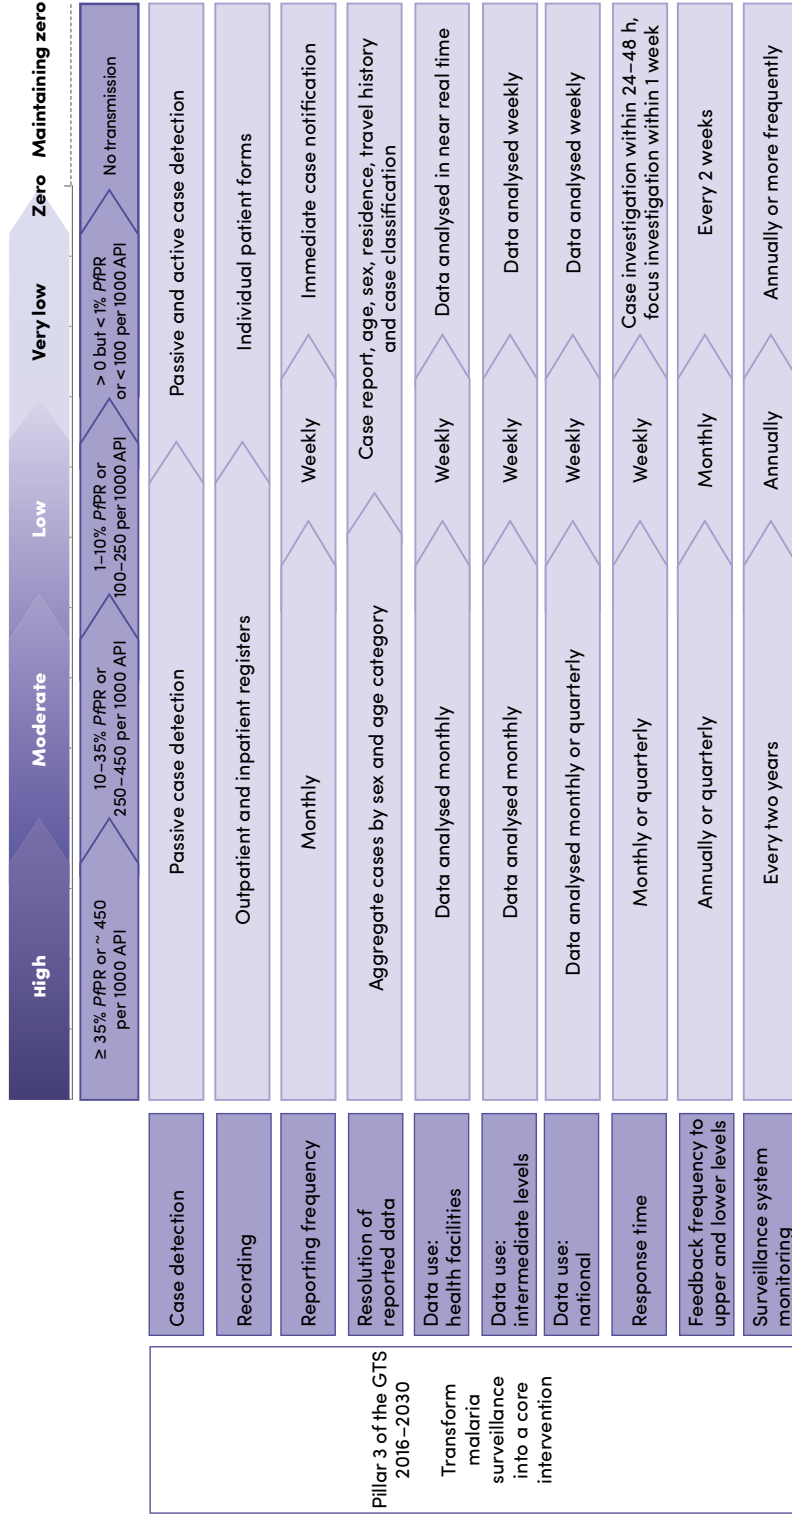 High
Moderate
Low
Very low
Zero
Maintaining zero
≥ 35% PfPR or ~ 450
per 1000 API
10–35% PfPR or
250–450 per 1000 API
1–10% PfPR or
100–250 per 1000 API
> 0 but < 1% PfPR
or < 100 per 1000 API
No transmission
Pillar 3 of the GTS
2016–2030
Transform
malaria
surveillance
into a core
intervention
Case detection
Passive case detection
Passive and active case detection
Recording
Outpatient and inpatient registers
Individual patient forms
Reporting frequency
Monthly
Weekly
Immediate case notification
Resolution of
reported data
Aggregate cases by sex and age category
Case report, age, sex, residence, travel history
and case classification
Data use:
health facilities
Data analysed monthly
Weekly
Data analysed in near real time
Data use:
intermediate levels
Data analysed monthly
Weekly
Data analysed weekly
Data use:
national
Data analysed monthly or quarterly
Weekly
Data analysed weekly
Response time
Monthly or quarterly
Weekly
Case investigation within 24–48 h,
focus investigation within 1 week
Feedback frequency to
upper and lower levels
Annually or quarterly
Monthly
Every 2 weeks
Surveillance system
monitoring
Every two years
Annually
Annually or more frequently